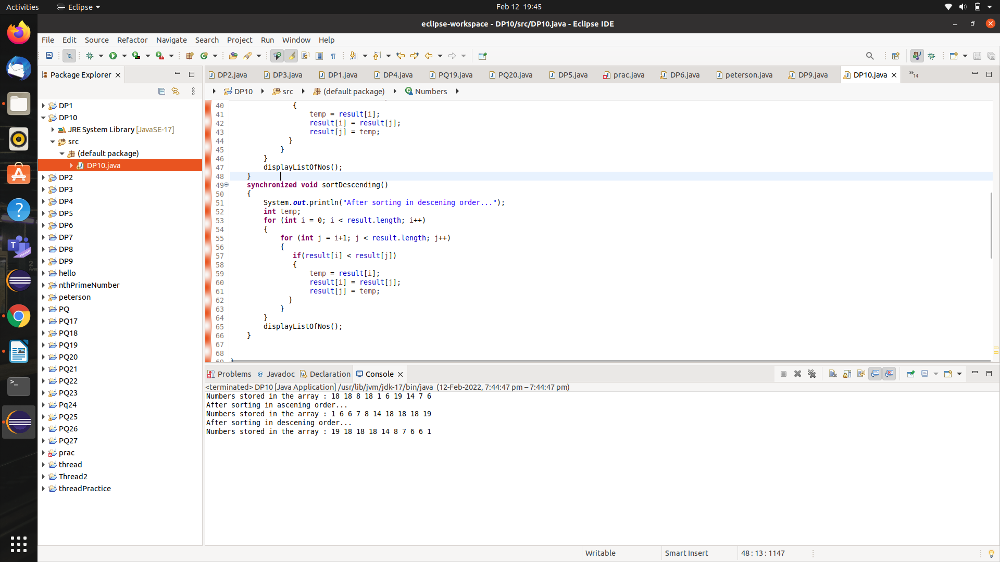 Activities
Eclipse
Feb 12 19:45
eclipse-workspace - DP10/src/DP10.java - Eclipse IDE
File Edit Source Refactor Navigate Search Project Run Window Help
Package Explorer
DP2.java DP3.java DP1.java DP4.java PQ19.java PQ20.java DP5.java prac.java DP6.java peterson.java DP9.java DP10.java »14
DP10 src (default package) Numbers
DP1
DP10
JRE System Library [JavaSE-17]
src
(default package)
DP10.java
DP2
DP3
DP4
DP5
DP6
DP7
DP8
DP9
hello
nthPrimeNumber
peterson
PQ
PQ17
PQ18
PQ19
PQ20
PQ21
PQ22
PQ23
Pq24
PQ25
PQ26
PQ27
prac
thread
Thread2
threadPractice
40 {
41 temp = result[i];
42 result[i] = result[j];
43 result[j] = temp;
44 }
45 }
46 }
47 displayListOfNos();
48 }
49 synchronized void sortDescending()
50 {
51 System.out.println("After sorting in descening order...");
52 int temp;
53 for (int i = 0; i < result.length; i++)
54 {
55 for (int j = i+1; j < result.length; j++)
56 {
57 if(result[i] < result[j])
58 {
59 temp = result[i];
60 result[i] = result[j];
61 result[j] = temp;
62 }
63 }
64 }
65 displayListOfNos();
66 }
67
68
69 }
Problems Javadoc Declaration Console
<terminated> DP10 [Java Application] /usr/lib/jvm/jdk-17/bin/java (12-Feb-2022, 7:44:47 pm – 7:44:47 pm)
Numbers stored in the array : 18 18 8 18 1 6 19 14 7 6
After sorting in ascening order...
Numbers stored in the array : 1 6 6 7 8 14 18 18 18 19
After sorting in descening order...
Numbers stored in the array : 19 18 18 18 14 8 7 6 6 1
Writable
Smart Insert
48 : 13 : 1147